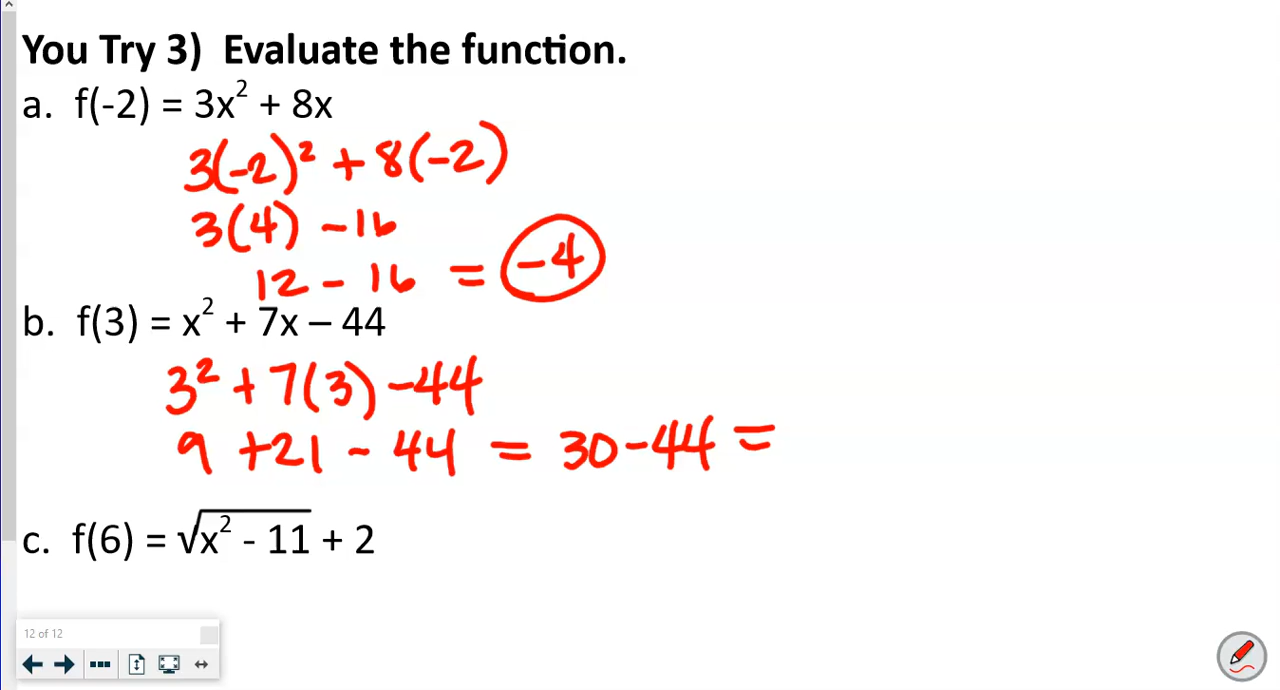 You Try 3)  Evaluate the function.
a.  f(-2) = 3x² + 8x
3(-2)² + 8(-2)
3(4) - 16
12 - 16 = -4
b.  f(3) = x² + 7x – 44
3² + 7(3) - 44
9 + 21 - 44 = 30 - 44 =
c.  f(6) = √x² - 11 + 2
12 of 12